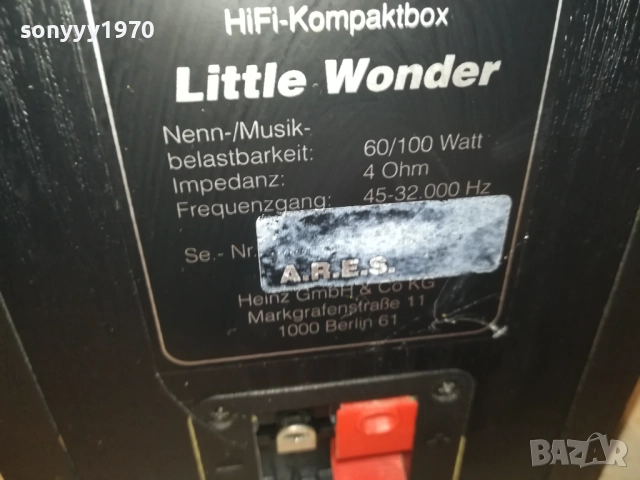 sonyyy1970
HiFi-Kompaktbox
Little Wonder
Nenn-/Musik-
belastbarkeit: 60/100 Watt
Impedanz: 4 Ohm
Frequenzgang: 45-32.000 Hz
Se.- Nr.
A.R.E.S.
Heinz GmbH & Co KG
Markgrafenstraße 11
1000 Berlin 61
- +
bazar